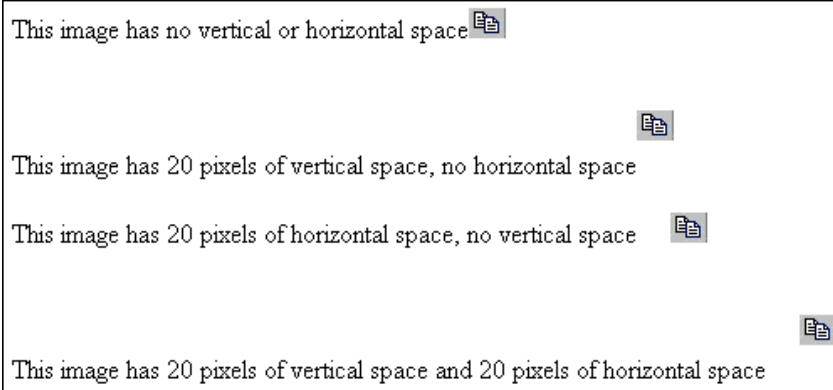 This image has no vertical or horizontal space
This image has 20 pixels of vertical space, no horizontal space
This image has 20 pixels of horizontal space, no vertical space
This image has 20 pixels of vertical space and 20 pixels of horizontal space